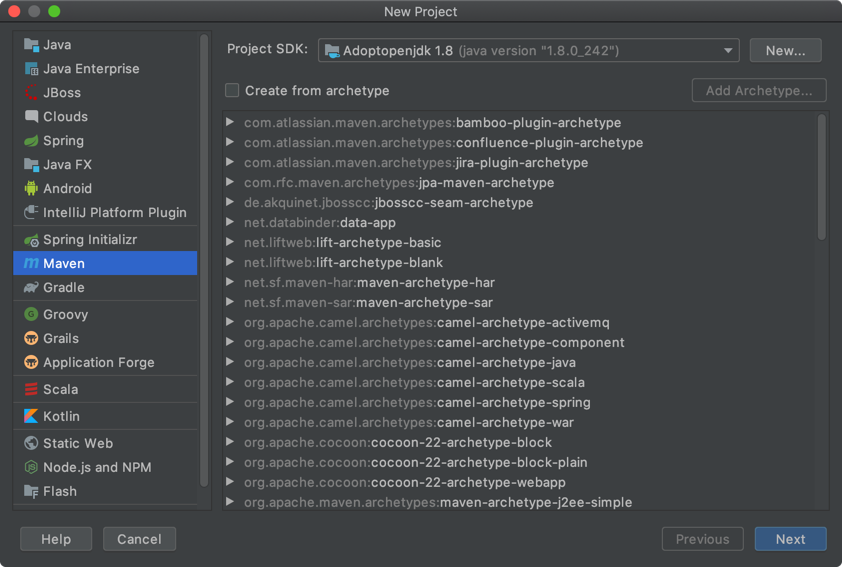 New Project
Java
Java Enterprise
JBoss
Clouds
Spring
Java FX
Android
IntelliJ Platform Plugin
Spring Initializr
m Maven
Gradle
G Groovy
Grails
Application Forge
Scala
Kotlin
Static Web
JS Node.js and NPM
F Flash
Project SDK: Adoptopenjdk 1.8 (java version "1.8.0_242") New...
Create from archetype Add Archetype...
com.atlassian.maven.archetypes:bamboo-plugin-archetype
com.atlassian.maven.archetypes:confluence-plugin-archetype
com.atlassian.maven.archetypes:jira-plugin-archetype
com.rfc.maven.archetypes:jpa-maven-archetype
de.akquinet.jbosscc:jbosscc-seam-archetype
net.databinder:data-app
net.liftweb:lift-archetype-basic
net.liftweb:lift-archetype-blank
net.sf.maven-har:maven-archetype-har
net.sf.maven-sar:maven-archetype-sar
org.apache.camel.archetypes:camel-archetype-activemq
org.apache.camel.archetypes:camel-archetype-component
org.apache.camel.archetypes:camel-archetype-java
org.apache.camel.archetypes:camel-archetype-scala
org.apache.camel.archetypes:camel-archetype-spring
org.apache.camel.archetypes:camel-archetype-war
org.apache.cocoon:cocoon-22-archetype-block
org.apache.cocoon:cocoon-22-archetype-block-plain
org.apache.cocoon:cocoon-22-archetype-webapp
org.apache.maven.archetypes:maven-archetype-j2ee-simple
Help Cancel Previous Next